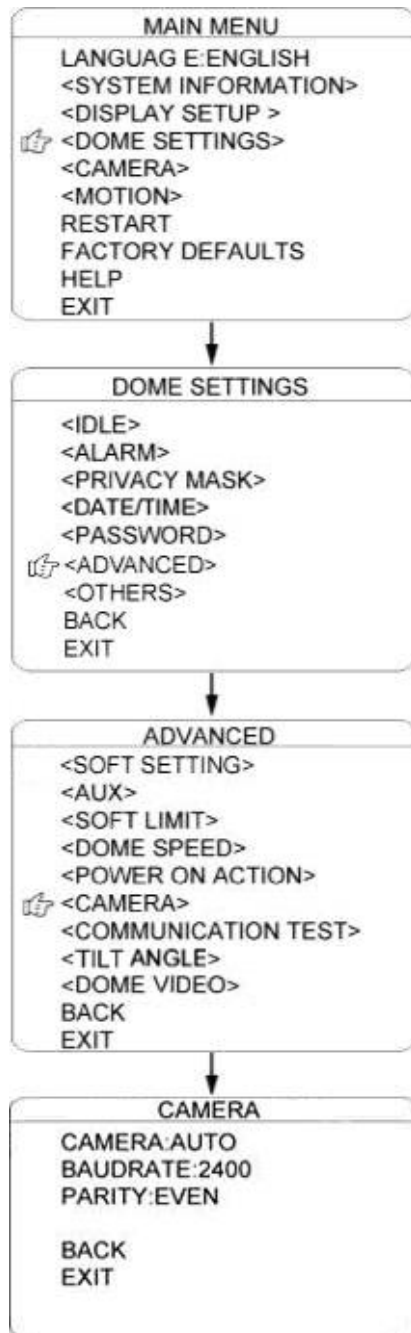 MAIN MENU
LANGUAG E:ENGLISH
<SYSTEM INFORMATION>
<DISPLAY SETUP >
<DOME SETTINGS>
<CAMERA>
<MOTION>
RESTART
FACTORY DEFAULTS
HELP
EXIT
DOME SETTINGS
<IDLE>
<ALARM>
<PRIVACY MASK>
<DATE/TIME>
<PASSWORD>
<ADVANCED>
<OTHERS>
BACK
EXIT
ADVANCED
<SOFT SETTING>
<AUX>
<SOFT LIMIT>
<DOME SPEED>
<POWER ON ACTION>
<CAMERA>
<COMMUNICATION TEST>
<TILT ANGLE>
<DOME VIDEO>
BACK
EXIT
CAMERA
CAMERA:AUTO
BAUDRATE:2400
PARITY:EVEN
BACK
EXIT